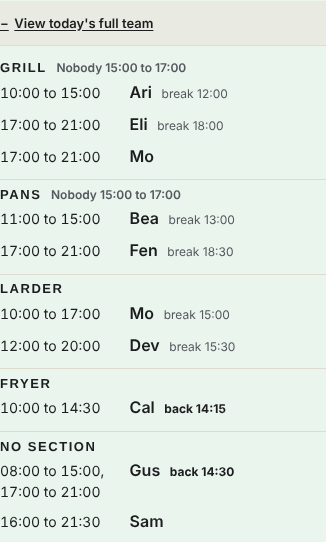 – View today's full team
GRILL Nobody 15:00 to 17:00
10:00 to 15:00 Ari break 12:00
17:00 to 21:00 Eli break 18:00
17:00 to 21:00 Mo
PANS Nobody 15:00 to 17:00
11:00 to 15:00 Bea break 13:00
17:00 to 21:00 Fen break 18:30
LARDER
10:00 to 17:00 Mo break 15:00
12:00 to 20:00 Dev break 15:30
FRYER
10:00 to 14:30 Cal back 14:15
NO SECTION
08:00 to 15:00, Gus back 14:30
17:00 to 21:00
16:00 to 21:30 Sam